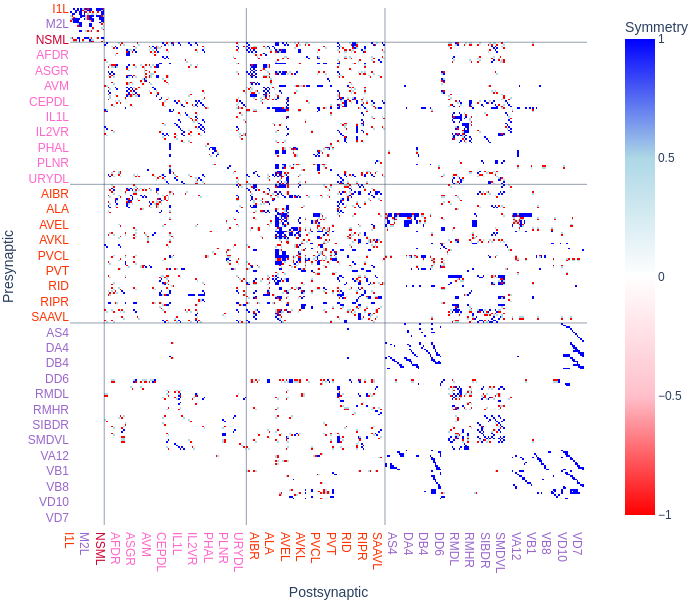 Symmetry
1
0.5
0
−0.5
−1
Presynaptic
I1L
M2L
NSML
AFDR
ASGR
AVM
CEPDL
IL1L
IL2VR
PHAL
PLNR
URYDL
AIBR
ALA
AVEL
AVKL
PVCL
PVT
RID
RIPR
SAAVL
AS4
DA4
DB4
DD6
RMDL
RMHR
SIBDR
SMDVL
VA12
VB1
VB8
VD10
VD7
I1L
M2L
NSML
AFDR
ASGR
AVM
CEPDL
IL1L
IL2VR
PHAL
PLNR
URYDL
AIBR
ALA
AVEL
AVKL
PVCL
PVT
RID
RIPR
SAAVL
AS4
DA4
DB4
DD6
RMDL
RMHR
SIBDR
SMDVL
VA12
VB1
VB8
VD10
VD7
Postsynaptic